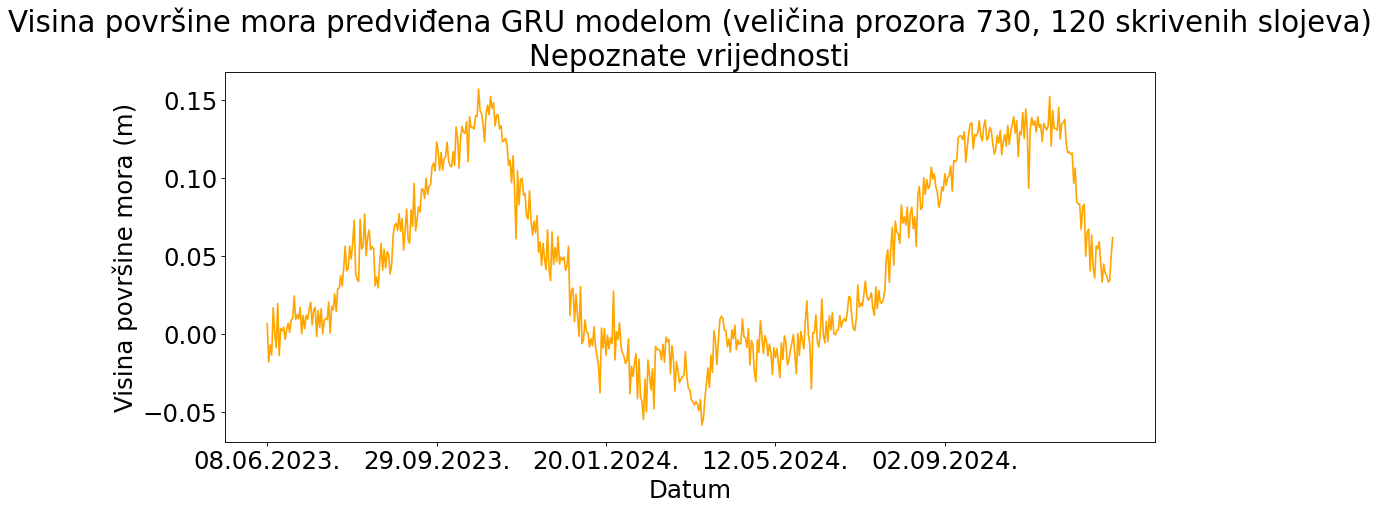 Visina površine mora predviđena GRU modelom (veličina prozora 730, 120 skrivenih slojeva)
Nepoznate vrijednosti
Visina površine mora (m)
0.15
0.10
0.05
0.00
−0.05
08.06.2023.
29.09.2023.
20.01.2024.
12.05.2024.
02.09.2024.
Datum